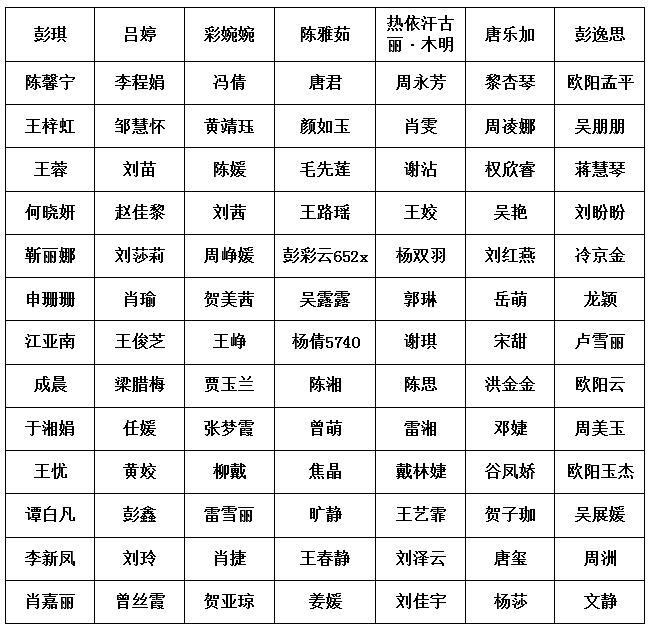 彭琪 吕婷 彩婉婉 陈雅茹 热依汗古丽·木明 唐乐加 彭逸思
陈馨宁 李程娟 冯倩 唐君 周永芳 黎杏琴 欧阳孟平
王梓虹 邹慧怀 黄靖珏 颜如玉 肖雯 周凌娜 吴朋朋
王蓉 刘苗 陈媛 毛先莲 谢沾 权欣睿 蒋慧琴
何晓妍 赵佳黎 刘茜 王路瑶 王姣 吴艳 刘盼盼
靳丽娜 刘莎莉 周峥媛 彭彩云652x 杨双羽 刘红燕 冷京金
申珊珊 肖瑜 贺美茜 吴露露 郭琳 岳萌 龙颖
江亚南 王俊芝 王峥 杨倩5740 谢琪 宋甜 卢雪丽
成晨 梁腊梅 贾玉兰 陈湘 陈思 洪金金 欧阳云
于湘娟 任媛 张梦霞 曾萌 雷湘 邓婕 周美玉
王忧 黄姣 柳戴 焦晶 戴林婕 谷凤娇 欧阳玉杰
谭白凡 彭鑫 雷雪丽 旷静 王艺霏 贺子珈 吴展媛
李新凤 刘玲 肖捷 王春静 刘泽云 唐玺 周洲
肖嘉丽 曾丝霞 贺亚琼 姜媛 刘佳宇 杨莎 文静